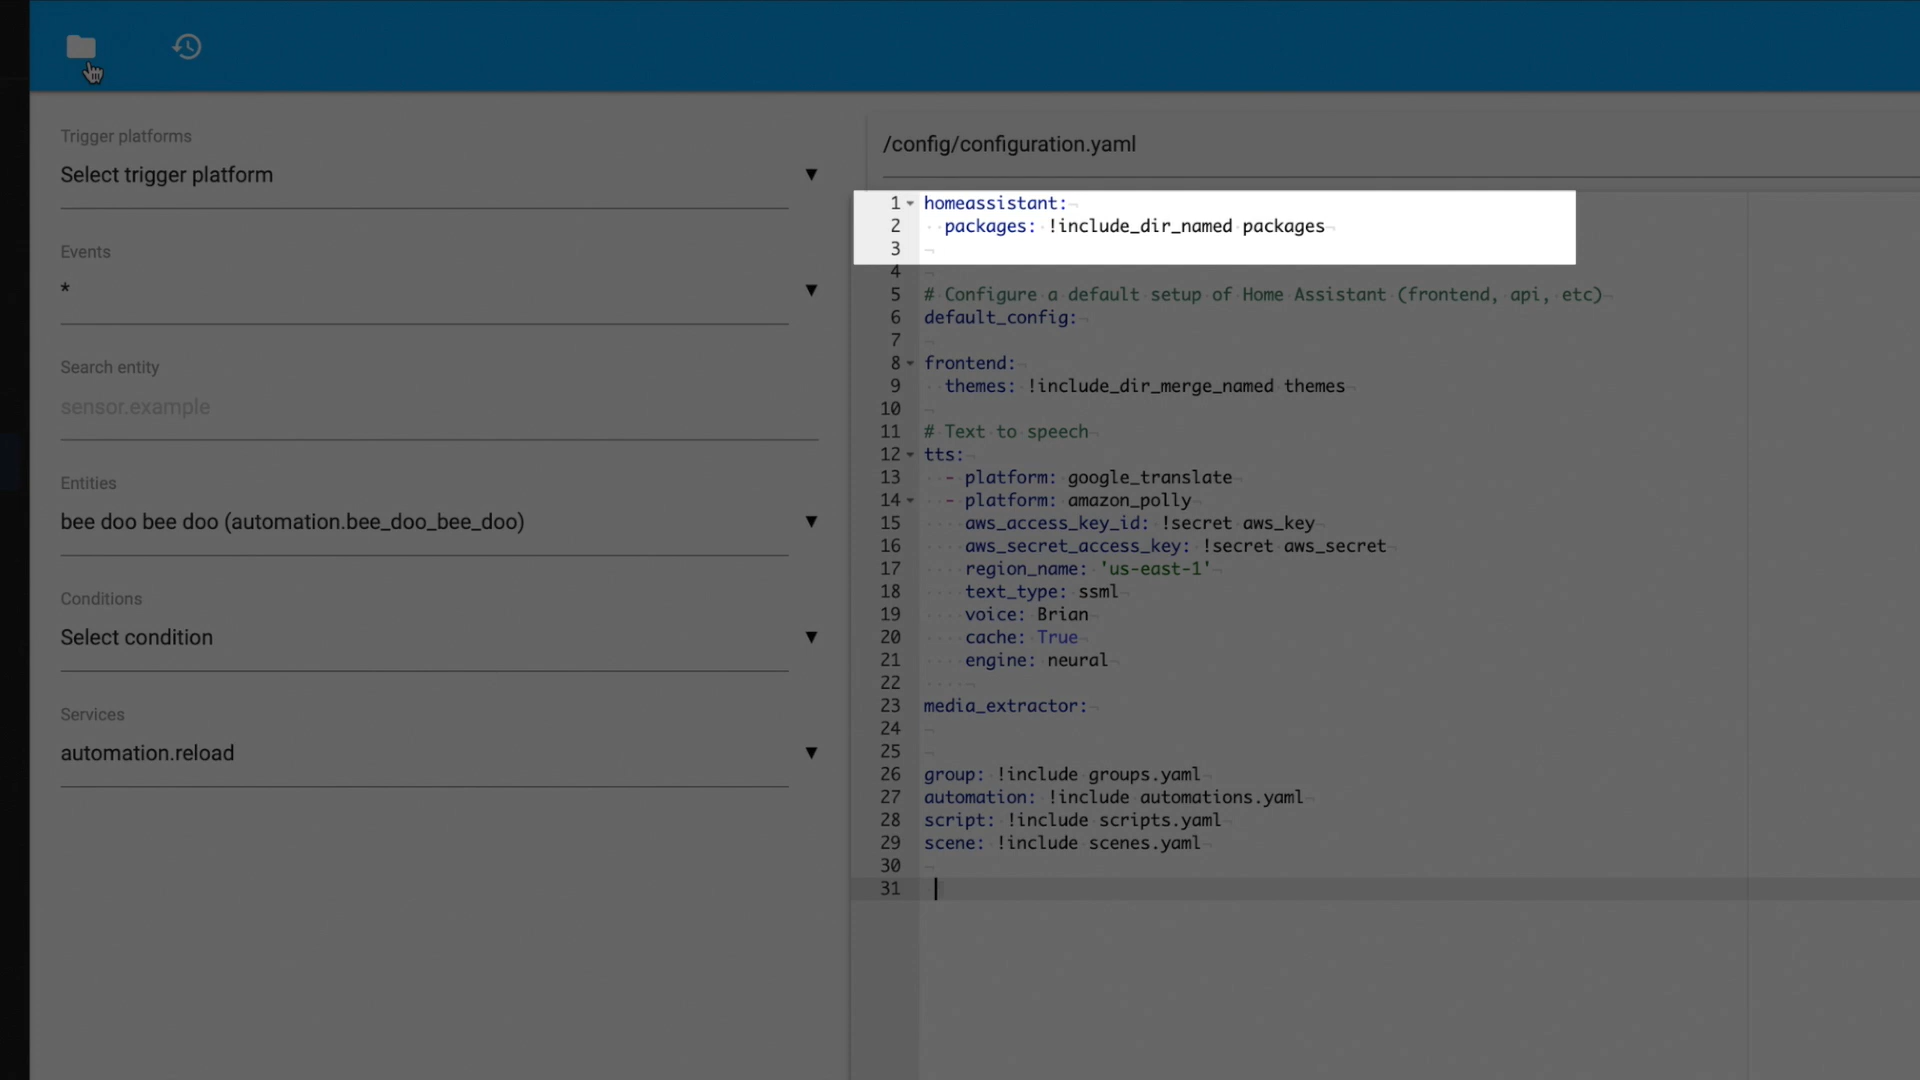 Trigger platforms
Select trigger platform
Events
*
Search entity
sensor.example
Entities
bee doo bee doo (automation.bee_doo_bee_doo)
Conditions
Select condition
Services
automation.reload
/config/configuration.yaml
1 homeassistant:
2   packages: !include_dir_named packages
3
4
5 # Configure a default setup of Home Assistant (frontend, api, etc)
6 default_config:
7
8 frontend:
9   themes: !include_dir_merge_named themes
10
11 # Text to speech
12 tts:
13   - platform: google_translate
14   - platform: amazon_polly
15     aws_access_key_id: !secret aws_key
16     aws_secret_access_key: !secret aws_secret
17     region_name: 'us-east-1'
18     text_type: ssml
19     voice: Brian
20     cache: True
21     engine: neural
22
23 media_extractor:
24
25
26 group: !include groups.yaml
27 automation: !include automations.yaml
28 script: !include scripts.yaml
29 scene: !include scenes.yaml
30
31